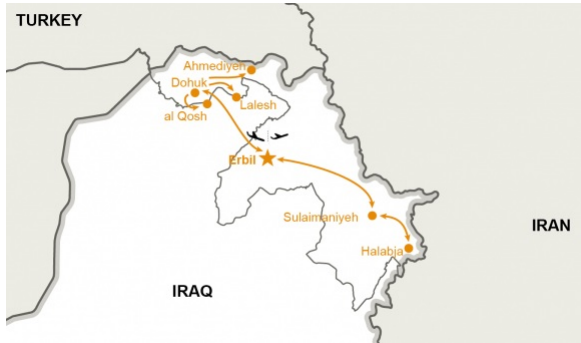 TURKEY
Ahmediyeh
Dohuk
Lalesh
al Qosh
Erbil
Sulaimaniyeh
IRAN
Halabja
IRAQ